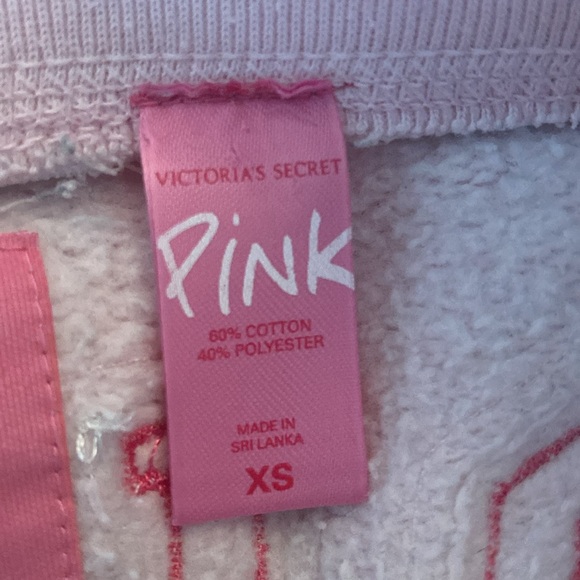 VICTORIA'S SECRET
PINK
60% COTTON
40% POLYESTER
MADE IN
SRI LANKA
XS